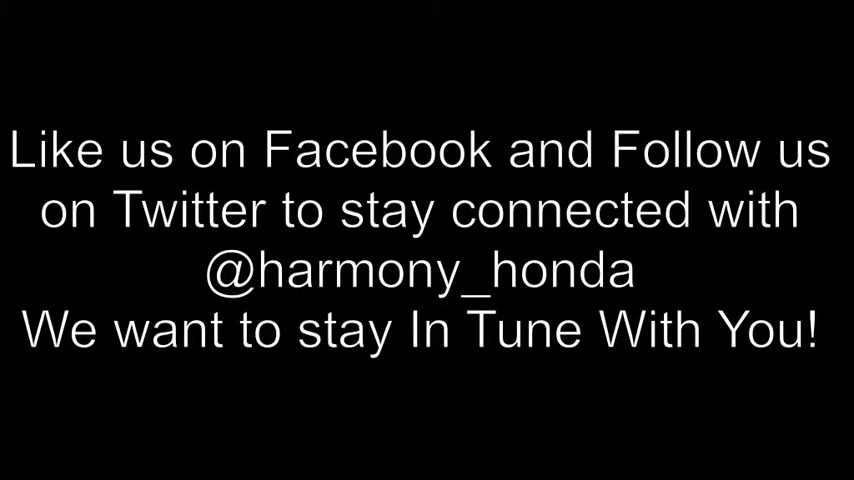 Like us on Facebook and Follow us
on Twitter to stay connected with
@harmony_honda
We want to stay In Tune With You!